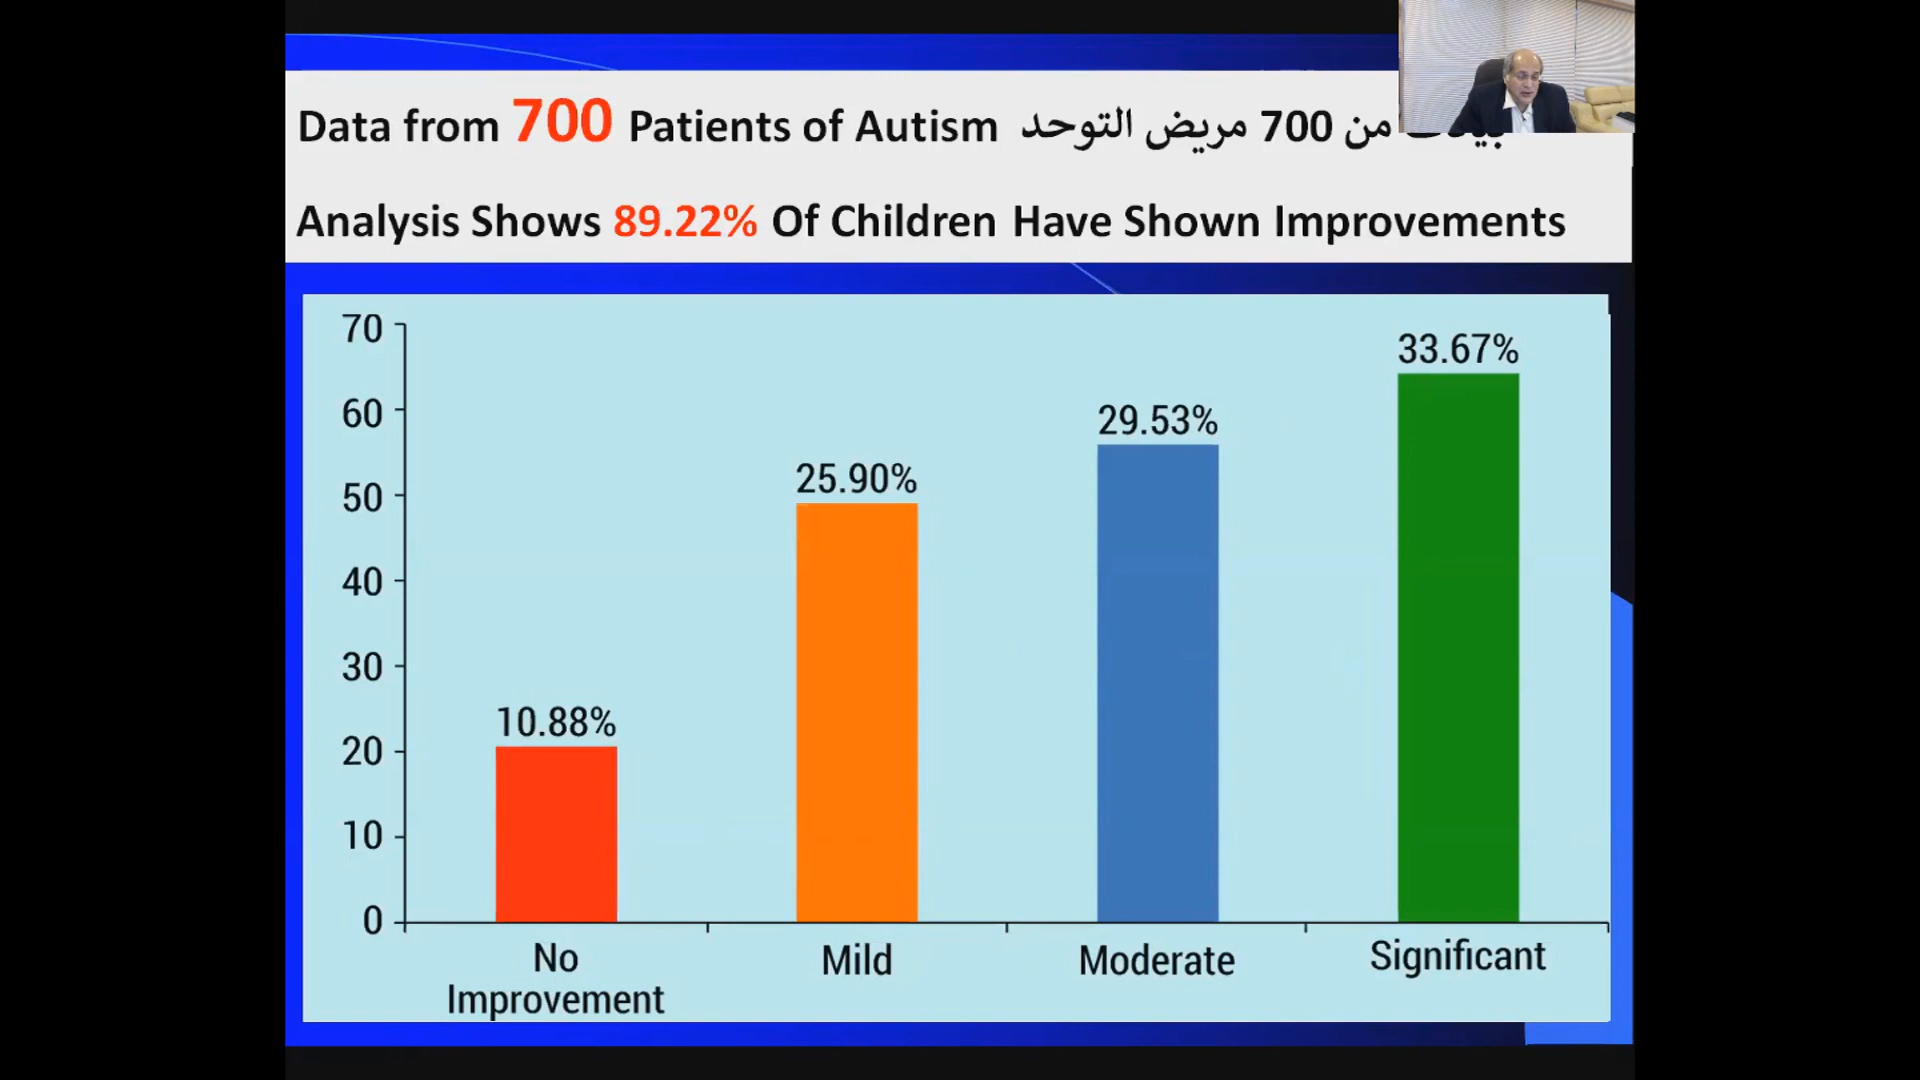 Data from 700 Patients of Autism من 700 مريض التوحد
Analysis Shows 89.22% Of Children Have Shown Improvements
70
60
50
40
30
20
10
0
10.88%
25.90%
29.53%
33.67%
No
Improvement
Mild
Moderate
Significant